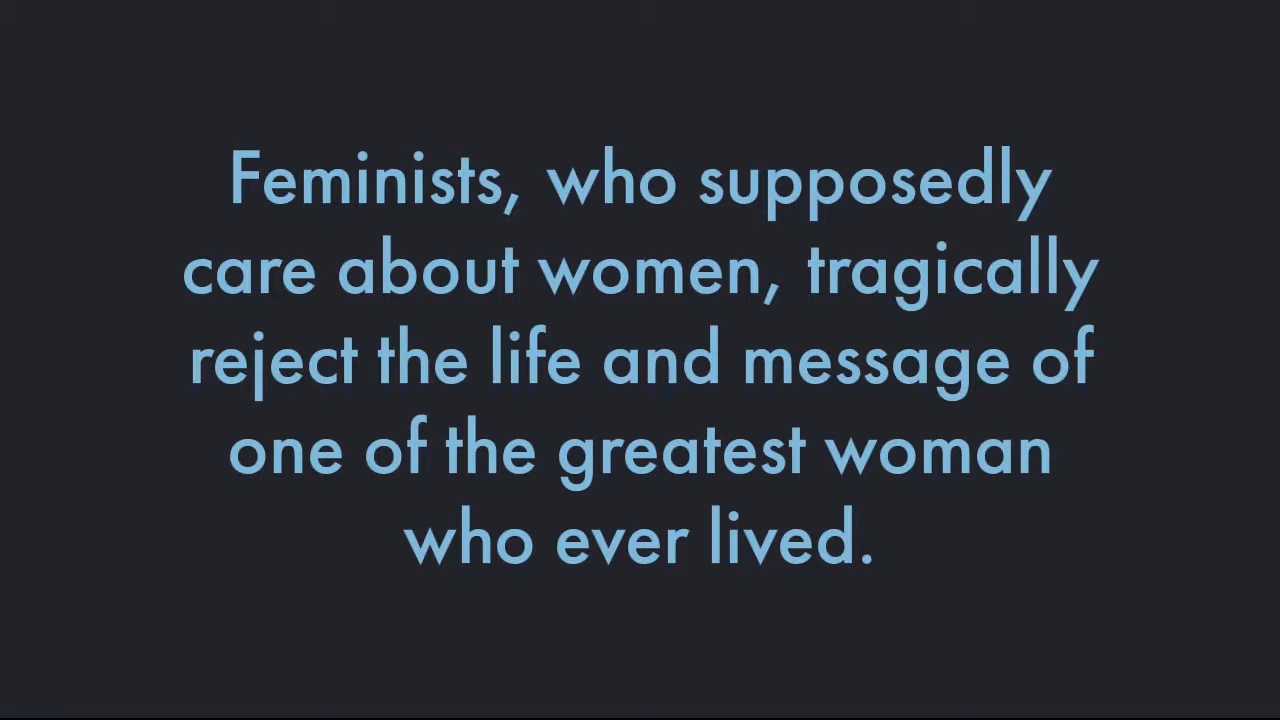 Feminists, who supposedly
care about women, tragically
reject the life and message of
one of the greatest woman
who ever lived.